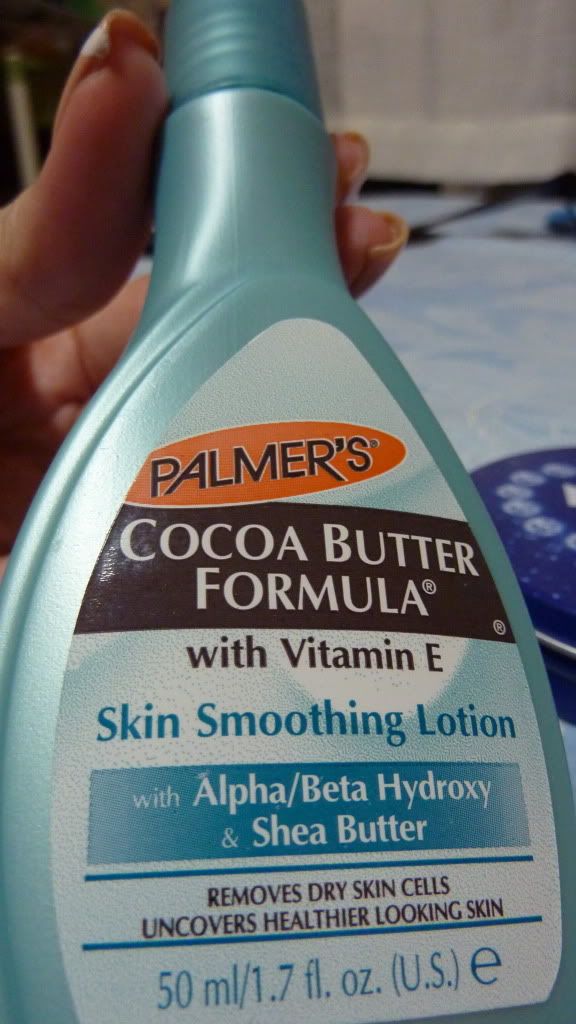 PALMER'S®
COCOA BUTTER
FORMULA®
®
with Vitamin E
Skin Smoothing Lotion
with Alpha/Beta Hydroxy
& Shea Butter
REMOVES DRY SKIN CELLS
UNCOVERS HEALTHIER LOOKING SKIN
50 ml/1.7 fl. oz. (U.S.) e